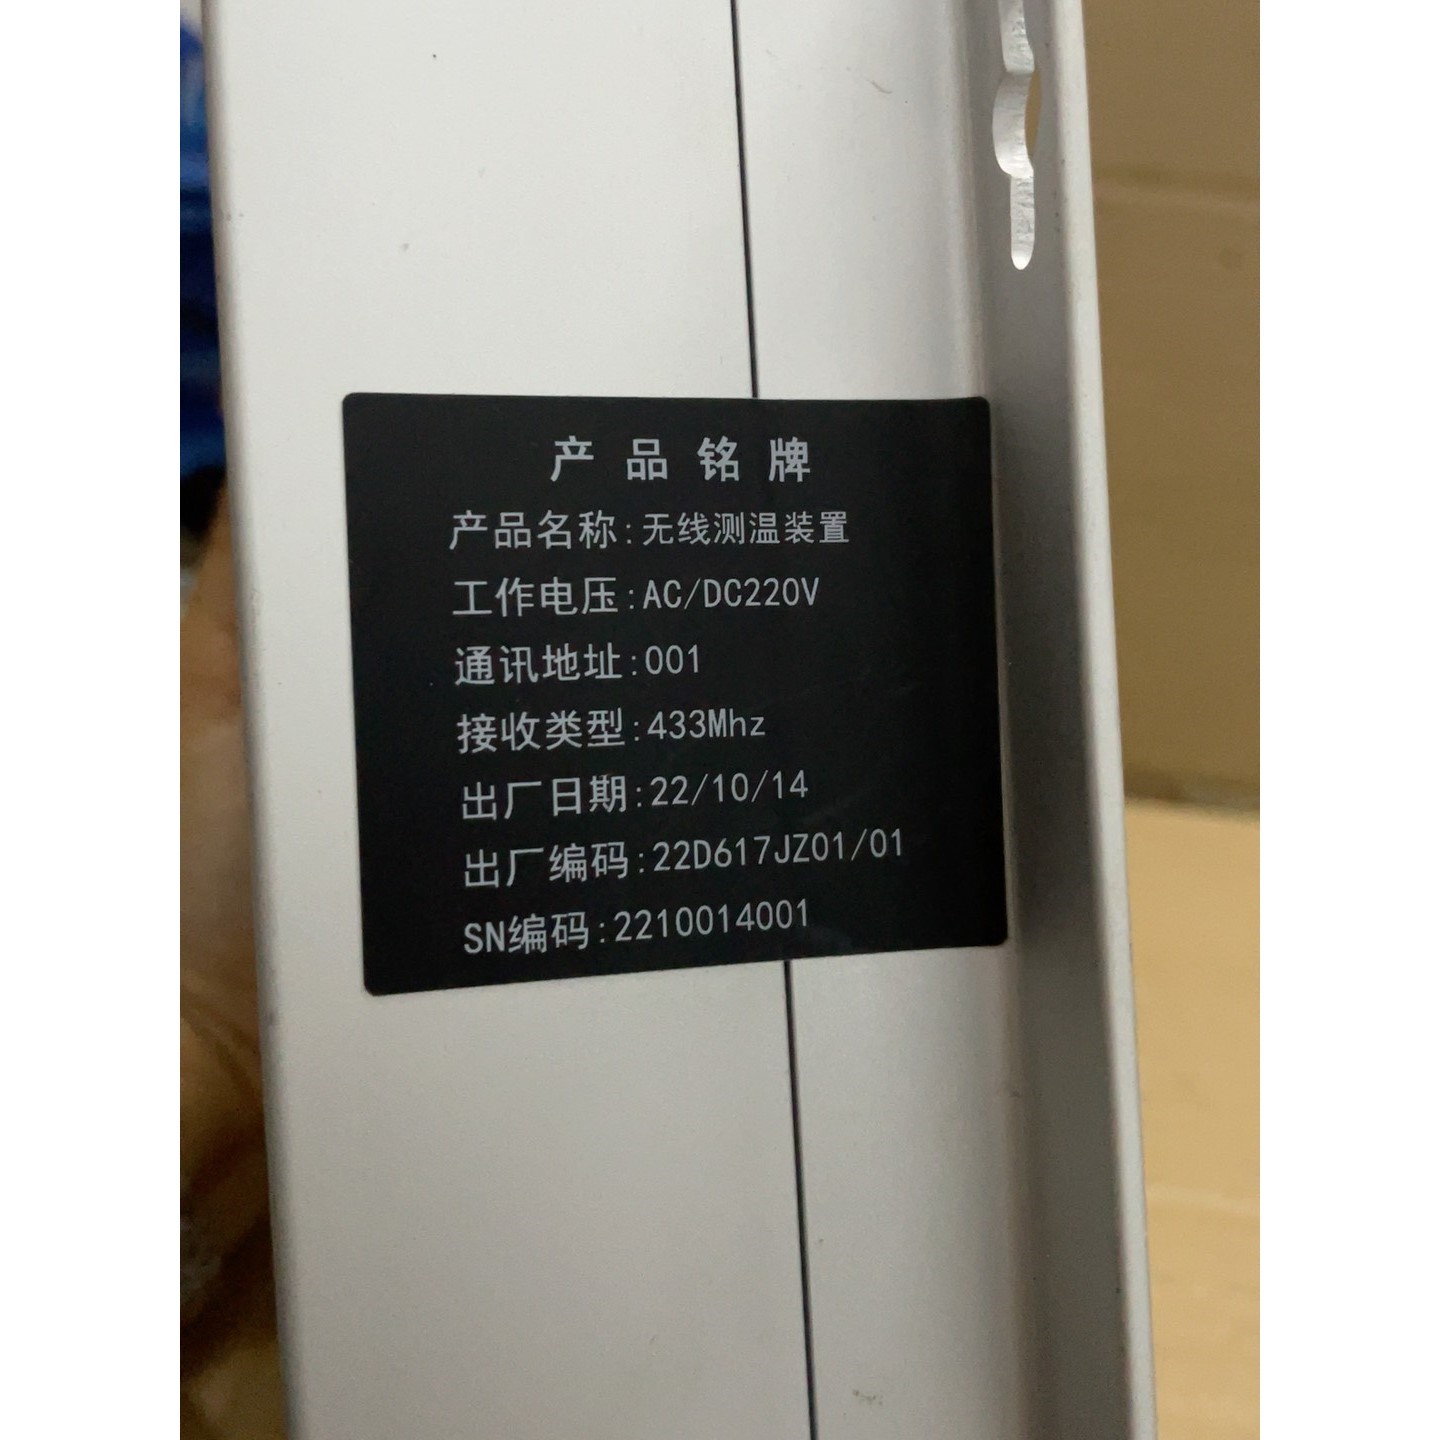 产品铭牌
产品名称:无线测温装置
工作电压:AC/DC220V
通讯地址:001
接收类型:433Mhz
出厂日期:22/10/14
出厂编码:22D617JZ01/01
SN编码:2210014001